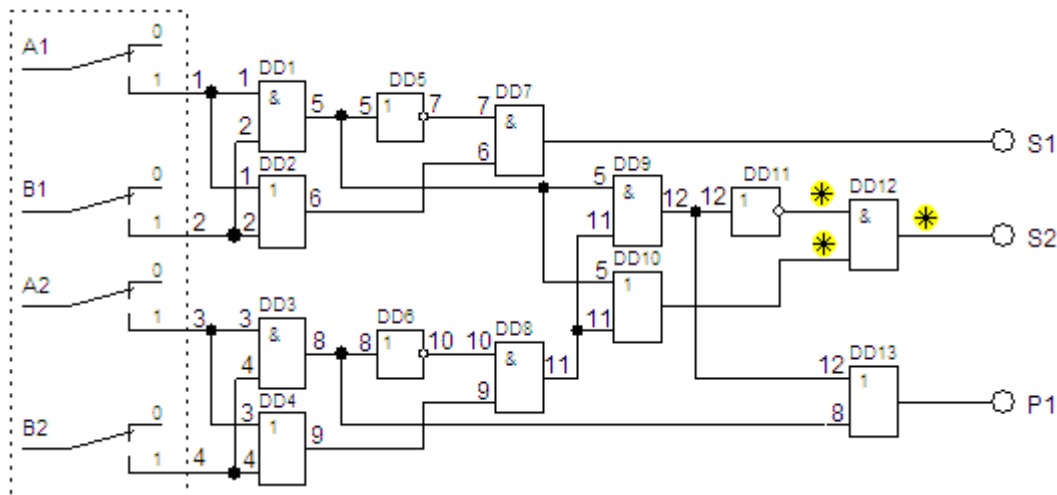 0
A1
1 1 1 DD1 & 5 5 DD5 1 7 7 DD7 &
2
S1
0
B1
1 DD2 1 6 6
1 2 2
5 DD9 & 12 12 DD11 1 * DD12 &
* S2
11 *
0
A2
5 DD10 1
1 3 3 DD3 & 8 8 DD6 1 10 10 DD8 & 11 11
4
12 DD13 1
9
0
B2
3 DD4 1 9 8
P1
1 4 4